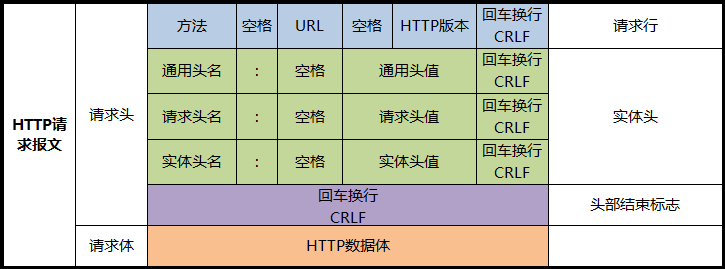 HTTP请
求报文
请求头
方法 空格 URL 空格 HTTP版本 回车换行 请求行
CRLF
通用头名 : 空格 通用头值 回车换行
CRLF
请求头名 : 空格 请求头值 回车换行 实体头
CRLF
实体头名 : 空格 实体头值 回车换行
CRLF
回车换行 头部结束标志
CRLF
请求体 HTTP数据体